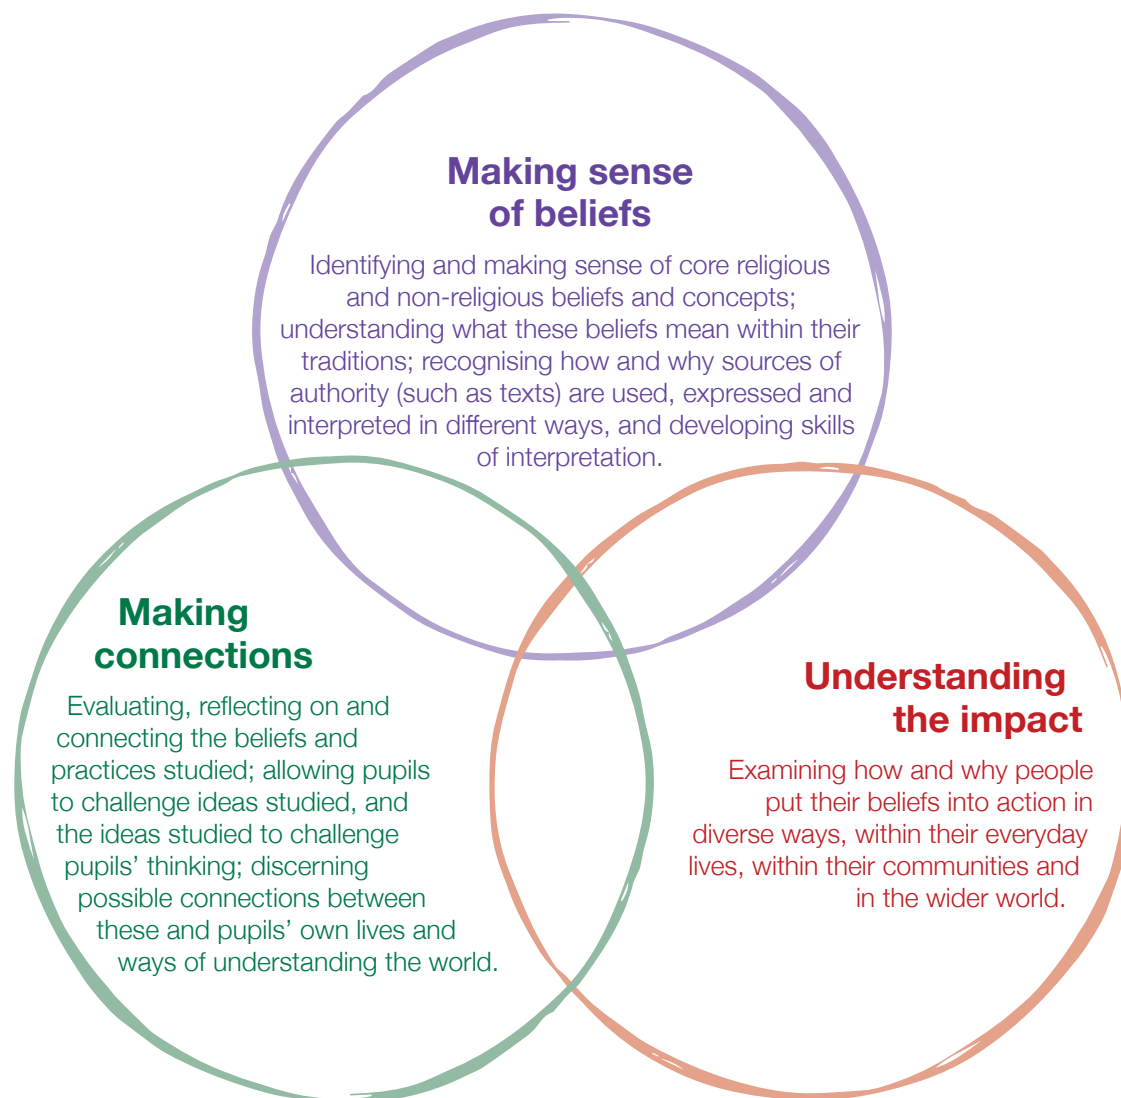 Making sense
of beliefs
Identifying and making sense of core religious
and non-religious beliefs and concepts;
understanding what these beliefs mean within their
traditions; recognising how and why sources of
authority (such as texts) are used, expressed and
interpreted in different ways, and developing skills
of interpretation.
Making
connections
Evaluating, reflecting on and
connecting the beliefs and
practices studied; allowing pupils
to challenge ideas studied, and
the ideas studied to challenge
pupils’ thinking; discerning
possible connections between
these and pupils’ own lives and
ways of understanding the world.
Understanding
the impact
Examining how and why people
put their beliefs into action in
diverse ways, within their everyday
lives, within their communities and
in the wider world.